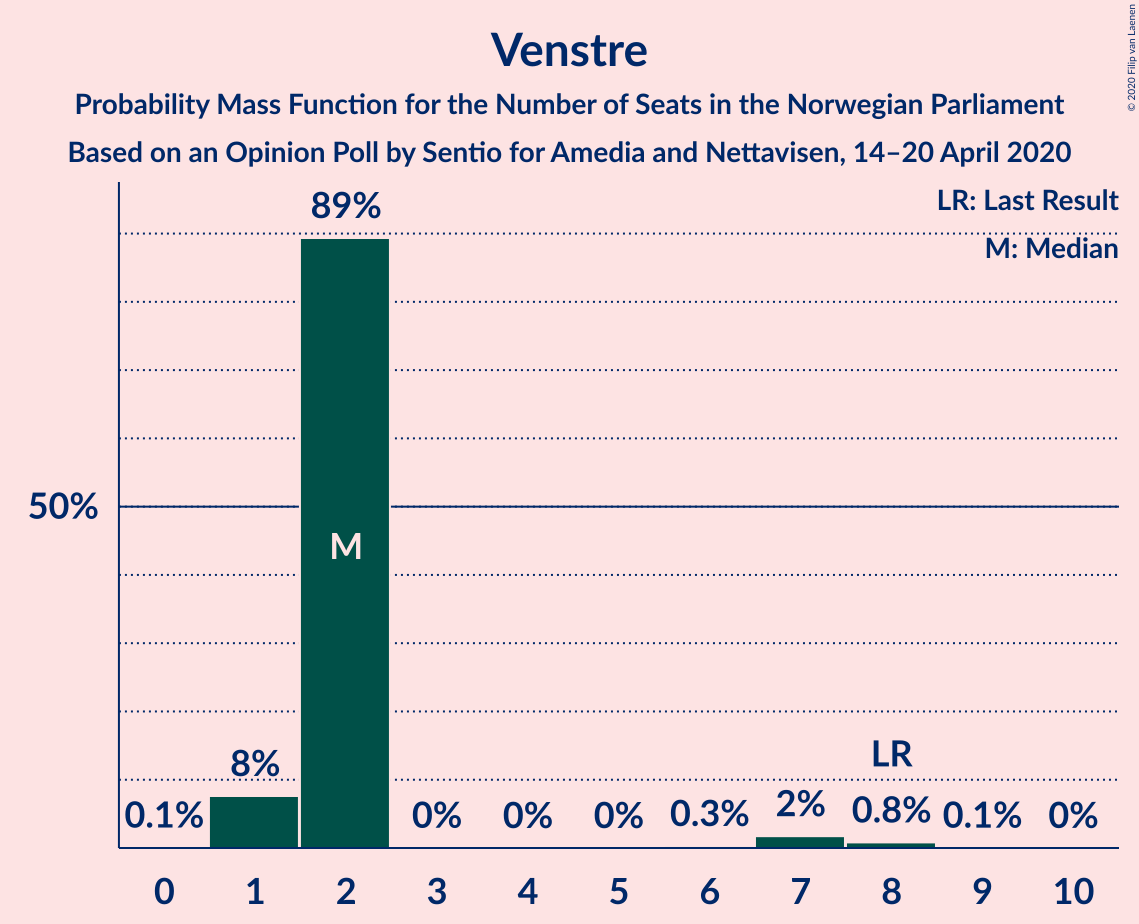 Venstre
Probability Mass Function for the Number of Seats in the Norwegian Parliament
Based on an Opinion Poll by Sentio for Amedia and Nettavisen, 14–20 April 2020
© 2020 Filip van Laenen
LR: Last Result
M: Median
89%
50%
M
LR
0.1% 8% 0% 0% 0% 0.3% 2% 0.8% 0.1% 0%
0 1 2 3 4 5 6 7 8 9 10